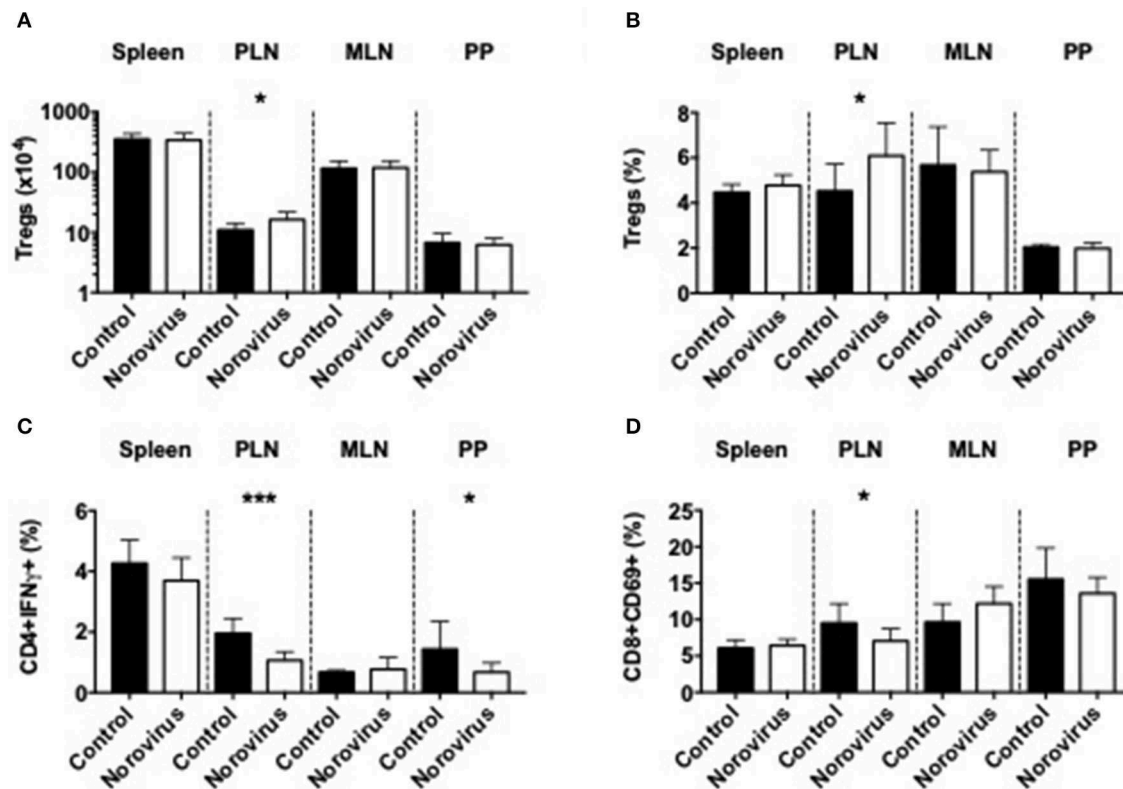 A
Spleen PLN MLN PP
*
Tregs (x10⁴)
1000
100
10
1
Control Norovirus Control Norovirus Control Norovirus Control Norovirus
B
Spleen PLN MLN PP
*
Tregs (%)
8
6
4
2
0
Control Norovirus Control Norovirus Control Norovirus Control Norovirus
C
Spleen PLN MLN PP
*** *
CD4+IFNγ+ (%)
6
4
2
0
Control Norovirus Control Norovirus Control Norovirus Control Norovirus
D
Spleen PLN MLN PP
*
CD8+CD69+ (%)
25
20
15
10
5
0
Control Norovirus Control Norovirus Control Norovirus Control Norovirus